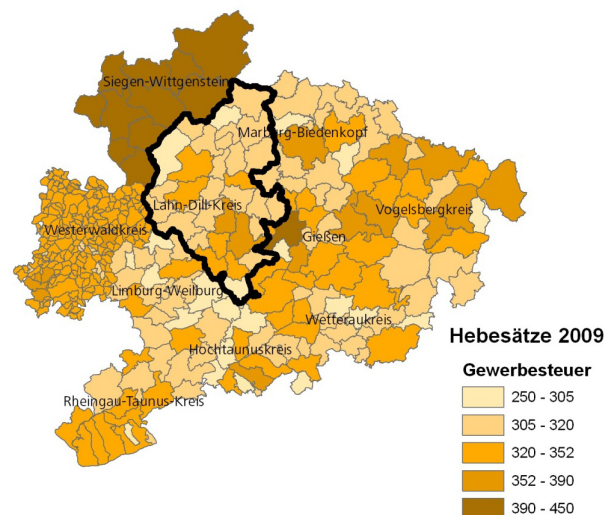 Siegen-Wittgenstein
Marburg-Biedenkopf
Lahn-Dill-Kreis
Vogelsbergkreis
Westerwaldkreis
Gießen
Limburg-Weilburg
Wetteraukreis
Hochtaunuskreis
Rheingau-Taunus-Kreis
Hebesätze 2009
Gewerbesteuer
250 - 305
305 - 320
320 - 352
352 - 390
390 - 450